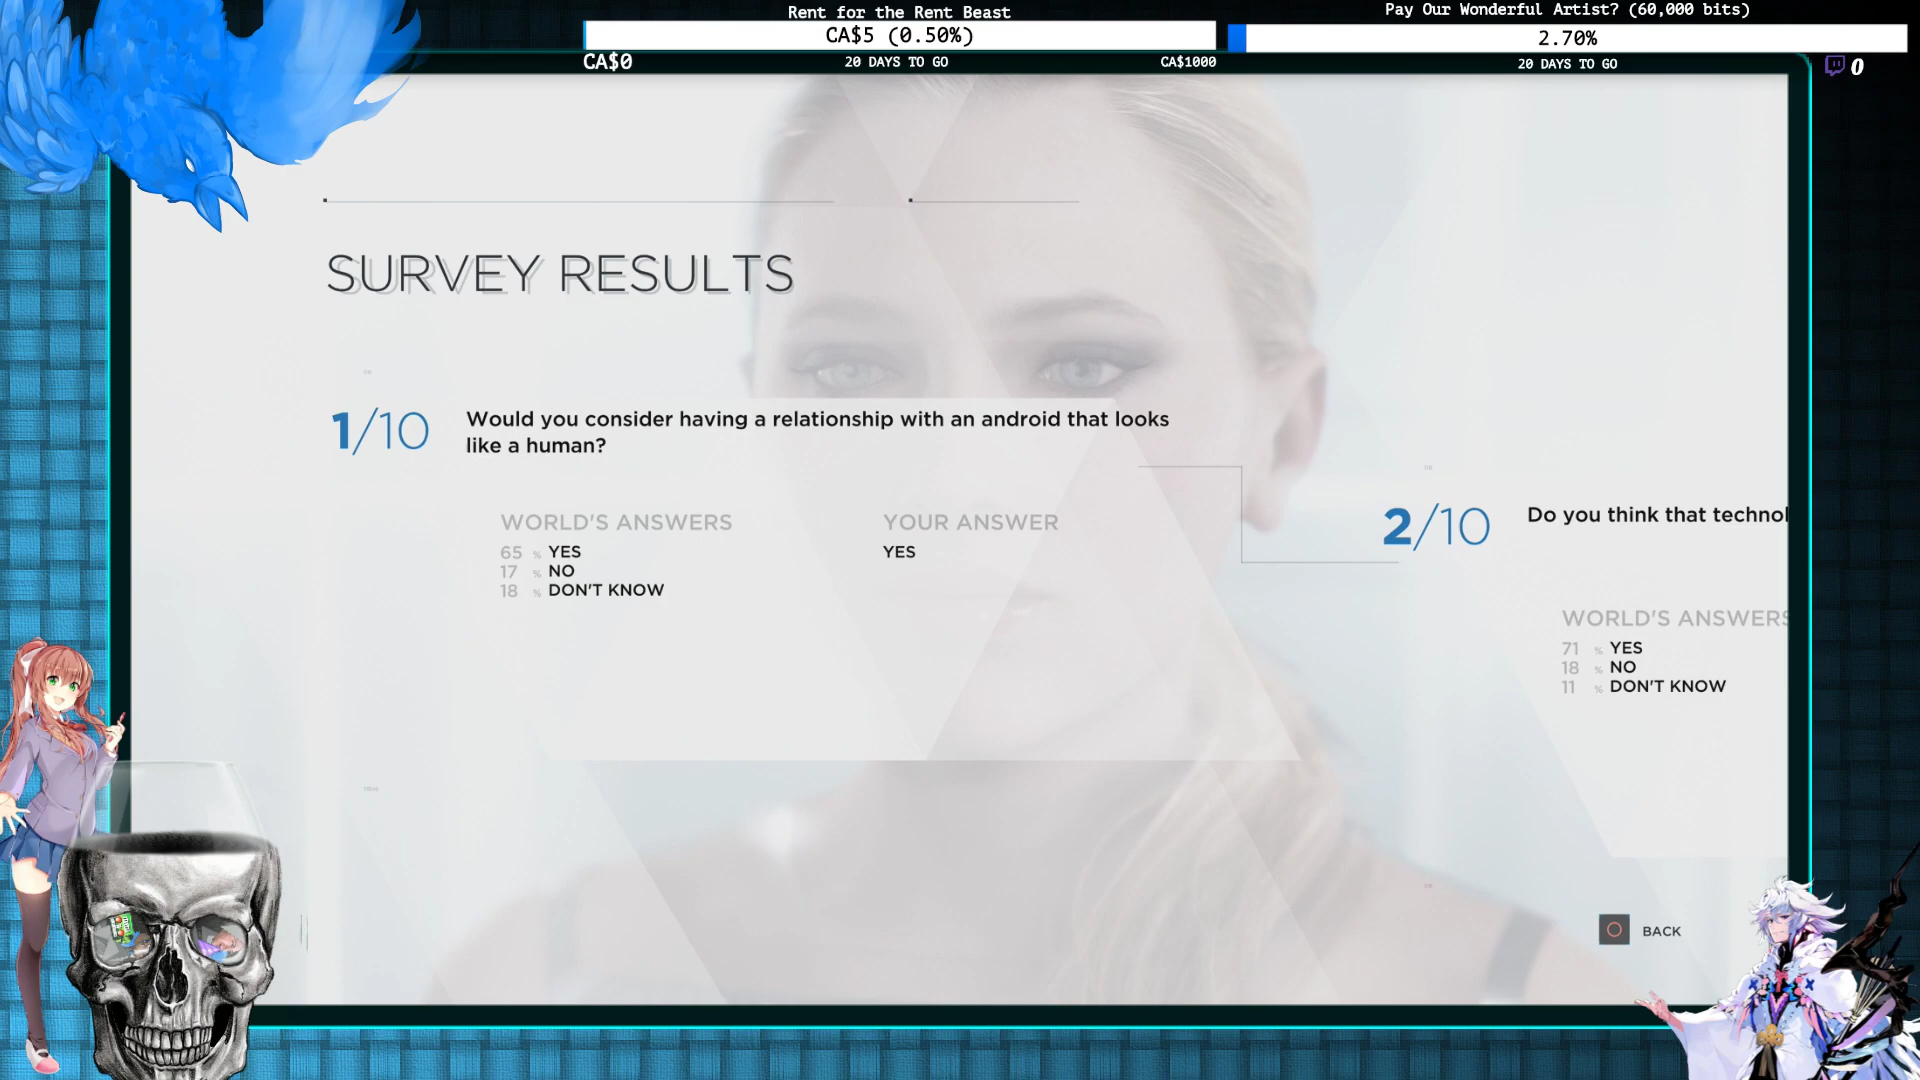 Rent for the Rent Beast
CA$5 (0.50%)
CA$0
20 DAYS TO GO
CA$1000
Pay Our Wonderful Artist? (60,000 bits)
2.70%
20 DAYS TO GO
0
SURVEY RESULTS
1/10
Would you consider having a relationship with an android that looks
like a human?
WORLD'S ANSWERS
65 % YES
17 % NO
18 % DON'T KNOW
YOUR ANSWER
YES
2/10
Do you think that technol
WORLD'S ANSWERS
71 % YES
18 % NO
11 % DON'T KNOW
BACK